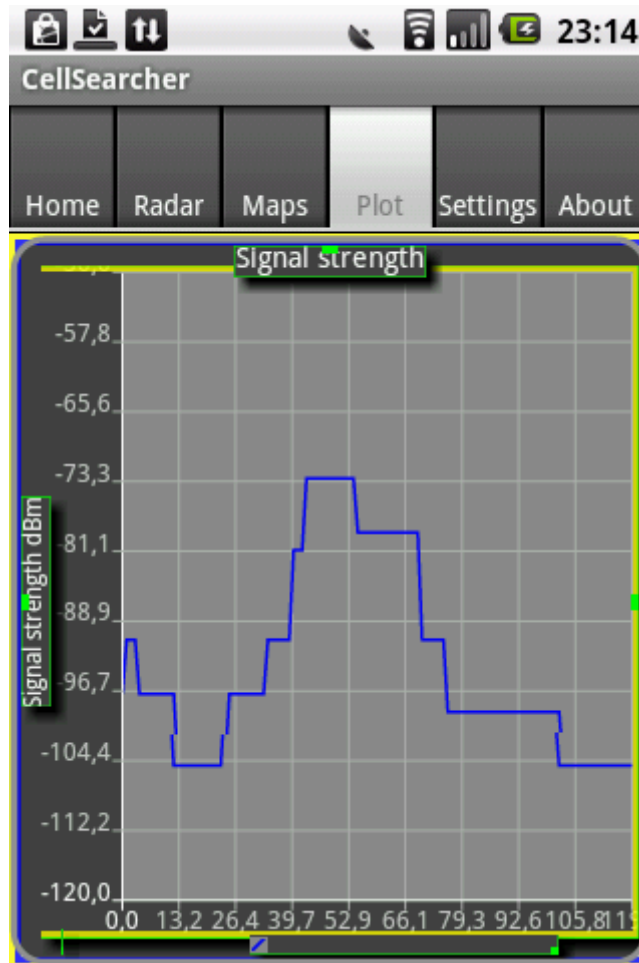 23:14
CellSearcher
Home Radar Maps Plot Settings About
Signal strength
-57,8
-65,6
-73,3
-81,1
Signal strength dBm
-88,9
-96,7
-104,4
-112,2
-120,0
0,0 13,2 26,4 39,7 52,9 66,1 79,3 92,6 105,8